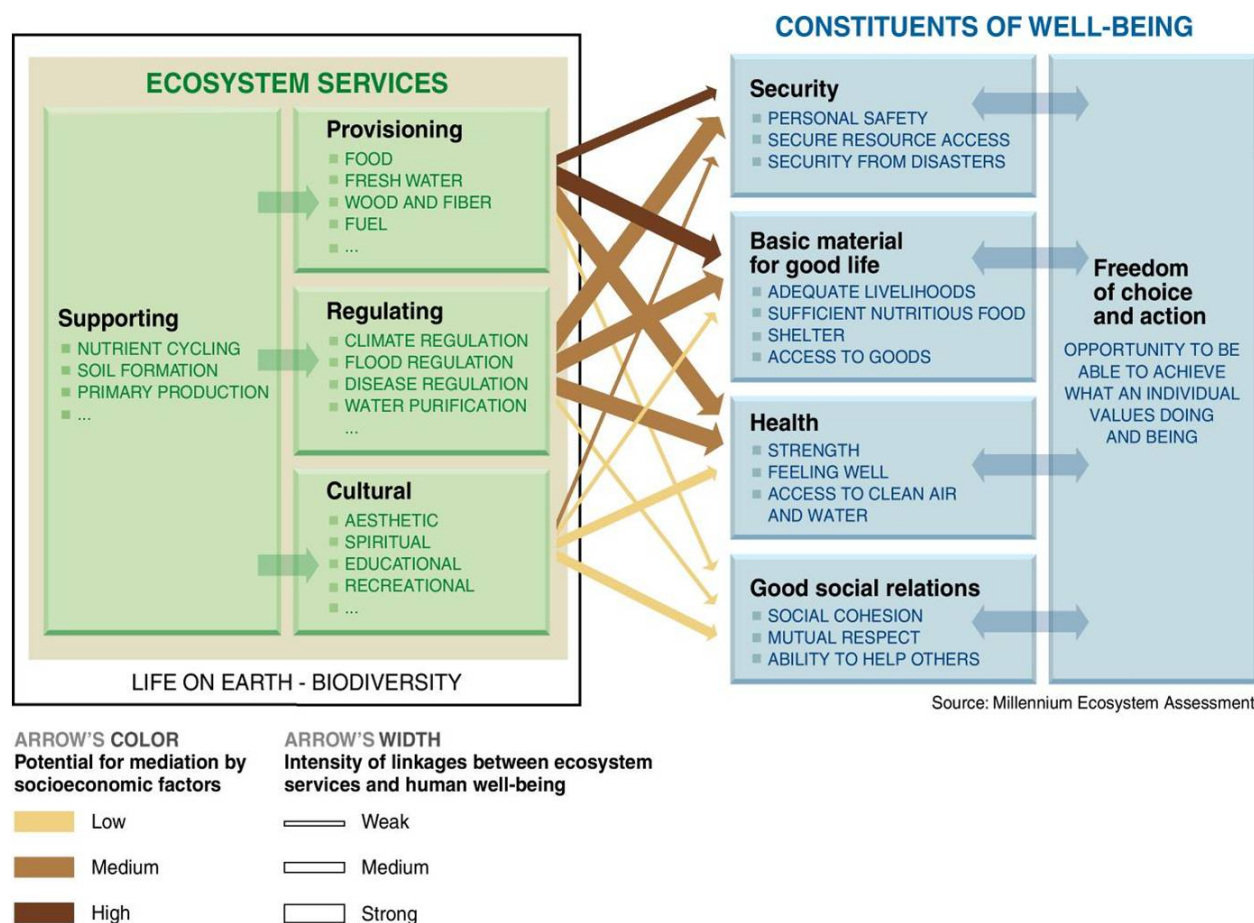 CONSTITUENTS OF WELL-BEING
ECOSYSTEM SERVICES
Supporting
NUTRIENT CYCLING
SOIL FORMATION
PRIMARY PRODUCTION
...
Provisioning
FOOD
FRESH WATER
WOOD AND FIBER
FUEL
...
Regulating
CLIMATE REGULATION
FLOOD REGULATION
DISEASE REGULATION
WATER PURIFICATION
...
Cultural
AESTHETIC
SPIRITUAL
EDUCATIONAL
RECREATIONAL
...
LIFE ON EARTH - BIODIVERSITY
Security
PERSONAL SAFETY
SECURE RESOURCE ACCESS
SECURITY FROM DISASTERS
Basic material
for good life
ADEQUATE LIVELIHOODS
SUFFICIENT NUTRITIOUS FOOD
SHELTER
ACCESS TO GOODS
Health
STRENGTH
FEELING WELL
ACCESS TO CLEAN AIR
AND WATER
Good social relations
SOCIAL COHESION
MUTUAL RESPECT
ABILITY TO HELP OTHERS
Freedom
of choice
and action
OPPORTUNITY TO BE
ABLE TO ACHIEVE
WHAT AN INDIVIDUAL
VALUES DOING
AND BEING
Source: Millennium Ecosystem Assessment
ARROW'S COLOR
Potential for mediation by
socioeconomic factors
Low
Medium
High
ARROW'S WIDTH
Intensity of linkages between ecosystem
services and human well-being
Weak
Medium
Strong